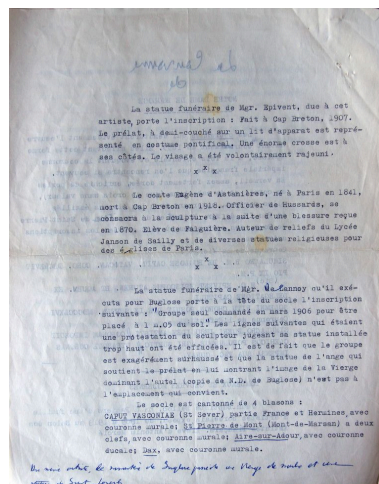 La statue funéraire de Mgr. Epivent, due à cet
artiste, porte l'inscription : Fait à Cap Breton, 1907.
Le prélat, à demi-couché sur un lit d'apparat est repré-
senté en costume pontifical. Une énorme crosse est à
ses côtés. Le visage a été volontairement rajeuni.
x x x
Le comte Eugène d'Astanières, né à Paris en 1841,
mort à Cap Breton en 1918. Officier de Hussards, se
consacra à la sculpture à la suite d'une blessure reçue
en 1870. Elève de Falguière. Auteur de reliefs du Lycée
Janson de Sailly et de diverses statues religieuses pour
des églises de Paris.
x x x
La statue funéraire de Mgr. de Lannoy qu'il exé-
cuta pour Buglose porte à la tête du socle l'inscription
suivante : "Groupe seul commandé en mars 1906 pour être
placé à 1 m.05 du sol". Les lignes suivantes qui étaient
une protestation du sculpteur jugeant sa statue installée
trop haut ont été effacées. Il est de fait que le groupe
est exagérément surhaussé et que la statue de l'ange qui
soutient le prélat en lui montrant l'image de la Vierge
dominant l'autel (copie de N.D. de Buglose) n'est pas à
l'emplacement qui convient.
Le socle est cantonné de 4 blasons :
CAPUT VASCONIAE (St Sever) partie France et Hermines, avec
couronne murale; St Pierre de Mont (Mont-de-Marsan) a deux
clefs, avec couronne murale; Aire-sur-Adour, avec couronne
ducale; Dax, avec couronne murale.